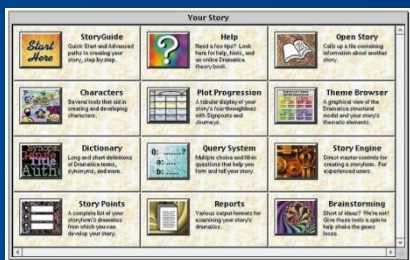 Your Story
Start
Here
StoryGuide
Quick Start and Advanced
paths to creating your
story, step by step.
?
Help
Need a few tips? Look
here for help, hints, and
an online Dramatica
theory book.
Open Story
Calls up a file containing
information about another
story.
Characters
Several tools that aid in
creating and developing
characters.
Plot Progression
A tabular display of your
story's four throughlines
with Signposts and
Journeys.
Theme Browser
A graphical view of the
Dramatica structural
model and your story's
thematic elements.
Synops
Genre
Title
Auth
Dictionary
Long and short definitions
of Dramatica terms,
synonyms, and more.
Q: ......?
a: ....
b: ....
Query System
Multiple choice and fill-in
questions that help you
form and tell your story.
Story Engine
Direct master controls for
creating a storyform. For
experienced users.
Story Points
A complete list of your
storyform's dramatics
from which you can
develop your story.
Reports
Various output formats for
examining your story's
dramatics.
Brainstorming
Short of ideas? We're not!
Give these tools a spin to
help shake the gears
loose.